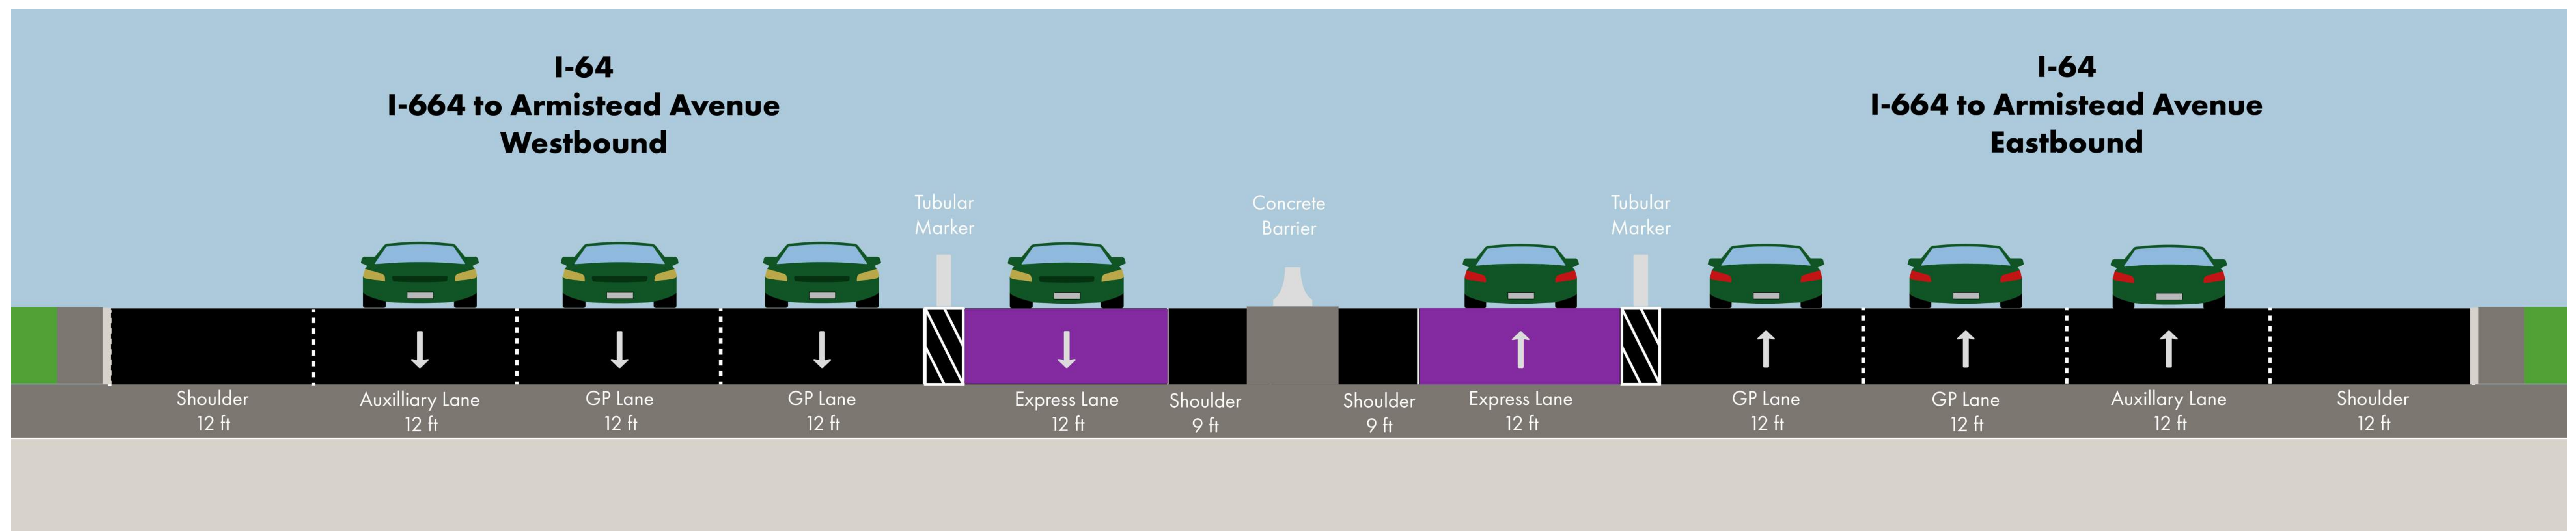 I-64
I-664 to Armistead Avenue
Westbound
I-64
I-664 to Armistead Avenue
Eastbound
Tubular
Marker
Concrete
Barrier
Tubular
Marker
Shoulder
12 ft
Auxilliary Lane
12 ft
GP Lane
12 ft
GP Lane
12 ft
Express Lane
12 ft
Shoulder
9 ft
Shoulder
9 ft
Express Lane
12 ft
GP Lane
12 ft
GP Lane
12 ft
Auxillary Lane
12 ft
Shoulder
12 ft